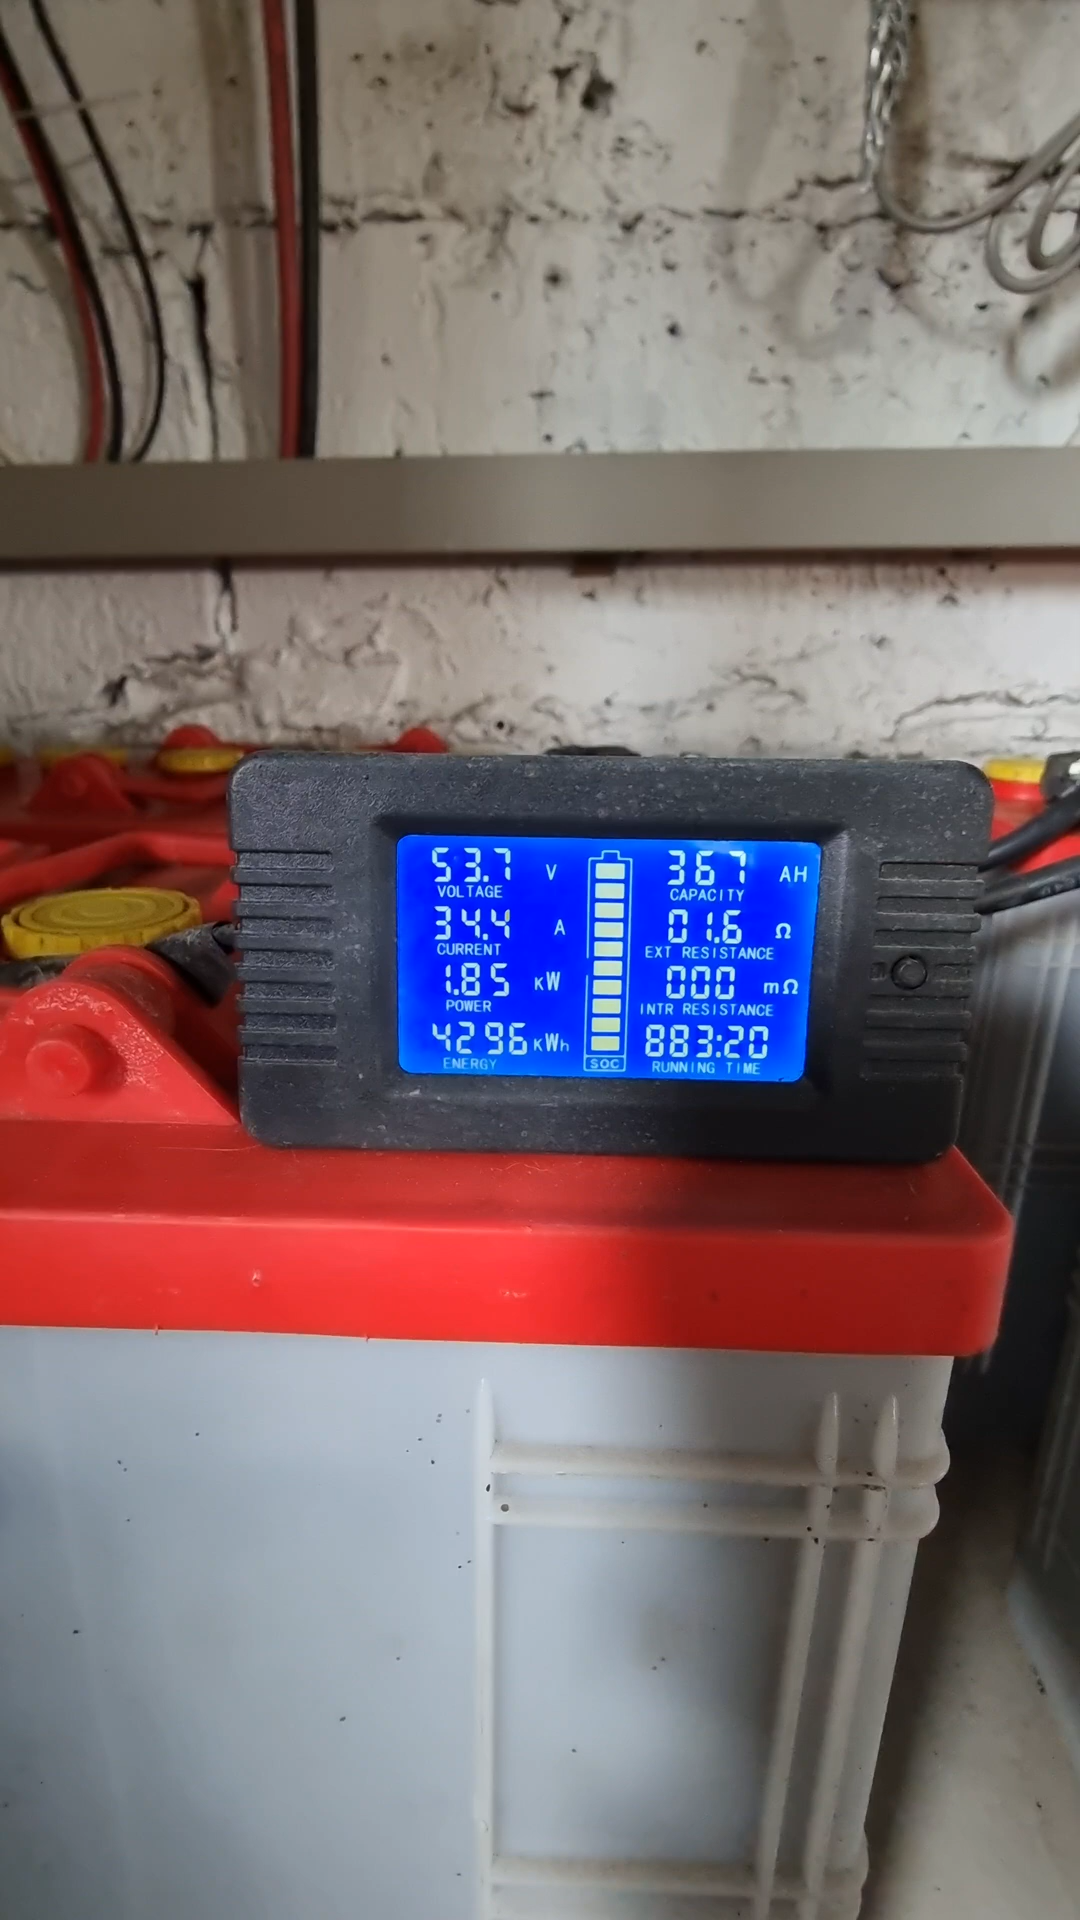 53.7 V
VOLTAGE
34.4 A
CURRENT
1.85 KW
POWER
4296 KWh
ENERGY
SOC
367 AH
CAPACITY
01.6 Ω
EXT RESISTANCE
000 mΩ
INTR RESISTANCE
883:20
RUNNING TIME